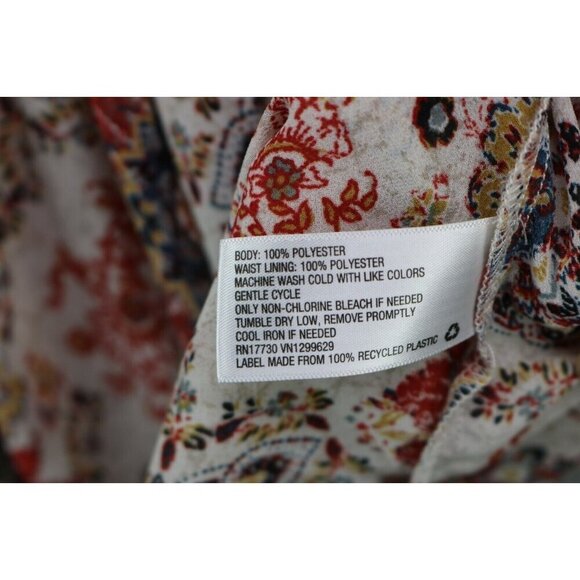 BODY: 100% POLYESTER
WAIST LINING: 100% POLYESTER
MACHINE WASH COLD WITH LIKE COLORS
GENTLE CYCLE
ONLY NON-CHLORINE BLEACH IF NEEDED
TUMBLE DRY LOW, REMOVE PROMPTLY
COOL IRON IF NEEDED
RN17730 VN1299629
LABEL MADE FROM 100% RECYCLED PLASTIC